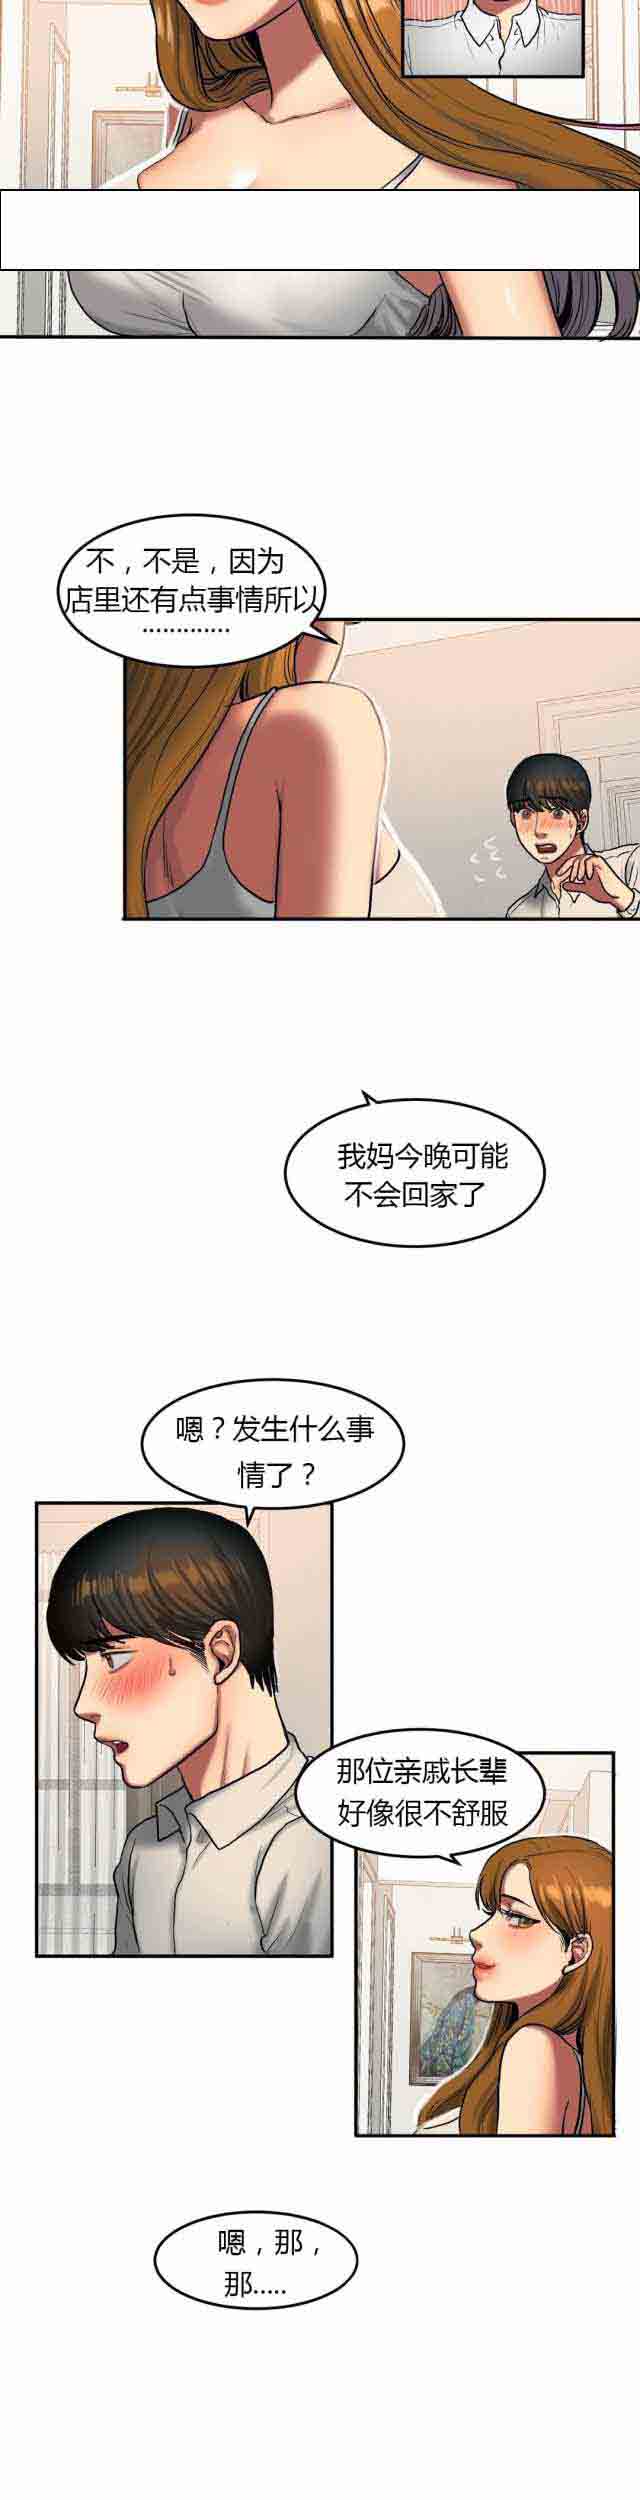 不，不是，因为
店里还有点事情所以
.............
我妈今晚可能
不会回家了
嗯？发生什么事
情了？
那位亲戚长辈
好像很不舒服
嗯，那，
那.....